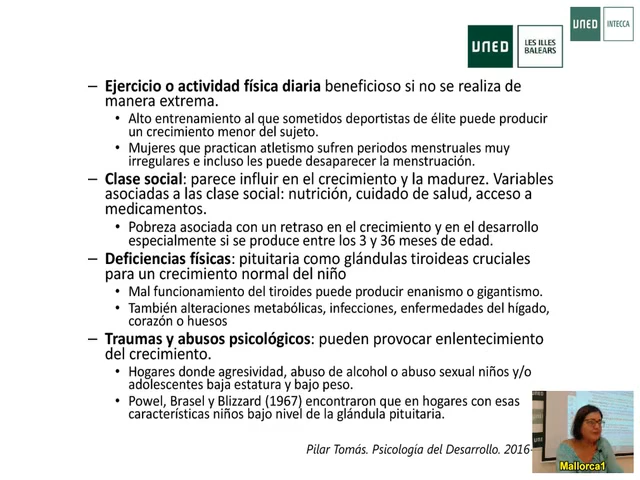 UNED
LES ILLES
BALEARS
UNED
INTECCA
– Ejercicio o actividad física diaria beneficioso si no se realiza de
manera extrema.
• Alto entrenamiento al que sometidos deportistas de élite puede producir
un crecimiento menor del sujeto.
• Mujeres que practican atletismo sufren periodos menstruales muy
irregulares e incluso les puede desaparecer la menstruación.
– Clase social: parece influir en el crecimiento y la madurez. Variables
asociadas a las clase social: nutrición, cuidado de salud, acceso a
medicamentos.
• Pobreza asociada con un retraso en el crecimiento y en el desarrollo
especialmente si se produce entre los 3 y 36 meses de edad.
– Deficiencias físicas: pituitaria como glándulas tiroideas cruciales
para un crecimiento normal del niño
• Mal funcionamiento del tiroides puede producir enanismo o gigantismo.
• También alteraciones metabólicas, infecciones, enfermedades del hígado,
corazón o huesos
– Traumas y abusos psicológicos: pueden provocar enlentecimiento
del crecimiento.
• Hogares donde agresividad, abuso de alcohol o abuso sexual niños y/o
adolescentes baja estatura y bajo peso.
• Powel, Brasel y Blizzard (1967) encontraron que en hogares con esas
características niños bajo nivel de la glándula pituitaria.
Pilar Tomás. Psicología del Desarrollo. 2016-
UNED
Mallorca1